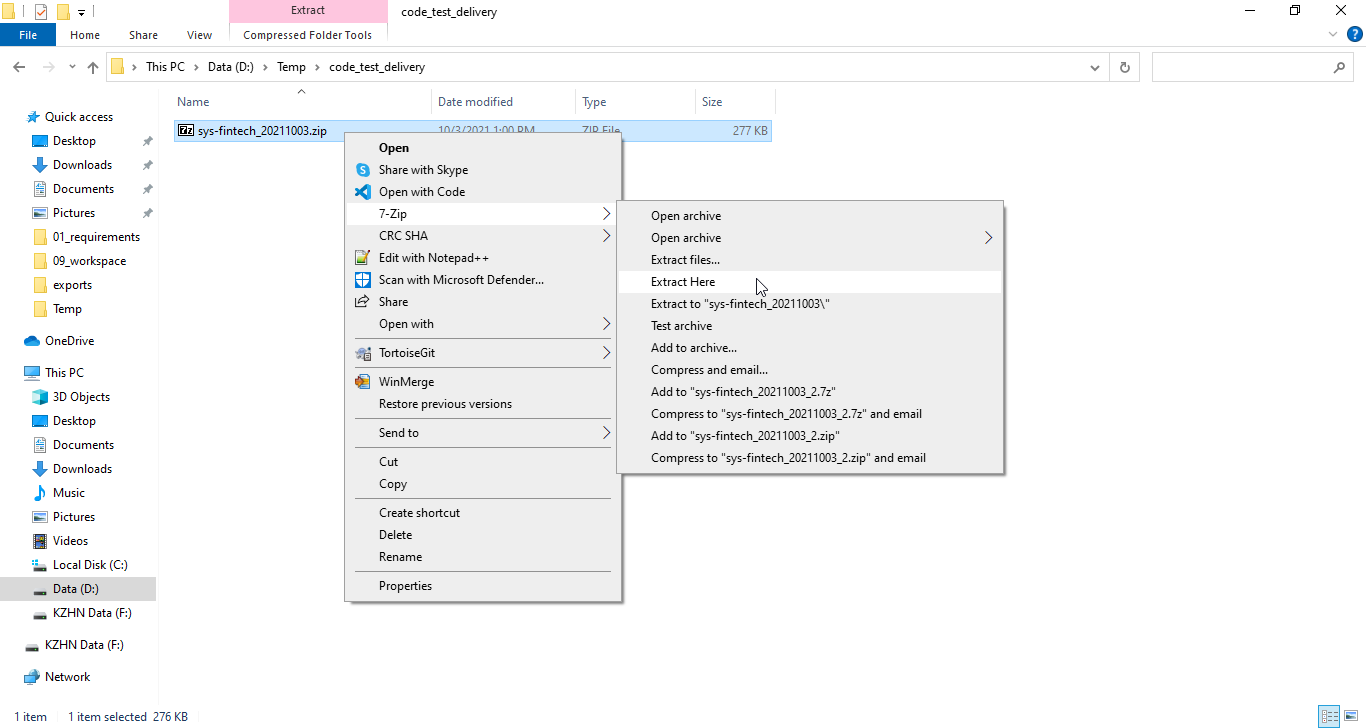 Extract
code_test_delivery
File
Home
Share
View
Compressed Folder Tools
?
This PC
Data (D:)
Temp
code_test_delivery
Name
Date modified
Type
Size
sys-fintech_20211003.zip
10/3/2021 1:00 PM
ZIP File
277 KB
Quick access
Desktop
Downloads
Documents
Pictures
01_requirements
09_workspace
exports
Temp
OneDrive
This PC
3D Objects
Desktop
Documents
Downloads
Music
Pictures
Videos
Local Disk (C:)
Data (D:)
KZHN Data (F:)
KZHN Data (F:)
Network
Open
Share with Skype
Open with Code
7-Zip
CRC SHA
Edit with Notepad++
Scan with Microsoft Defender...
Share
Open with
TortoiseGit
WinMerge
Restore previous versions
Send to
Cut
Copy
Create shortcut
Delete
Rename
Properties
Open archive
Open archive
Extract files...
Extract Here
Extract to "sys-fintech_20211003\"
Test archive
Add to archive...
Compress and email...
Add to "sys-fintech_20211003_2.7z"
Compress to "sys-fintech_20211003_2.7z" and email
Add to "sys-fintech_20211003_2.zip"
Compress to "sys-fintech_20211003_2.zip" and email
1 item
1 item selected 276 KB